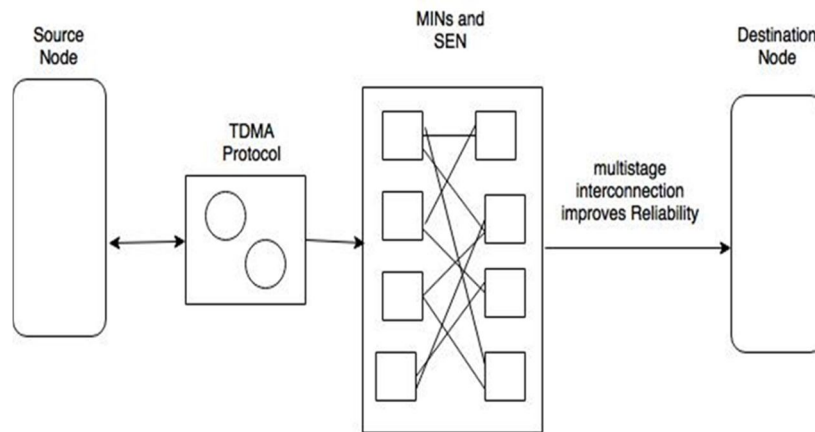 Source
Node
TDMA
Protocol
MINs and
SEN
multistage
interconnection
improves Reliability
Destination
Node